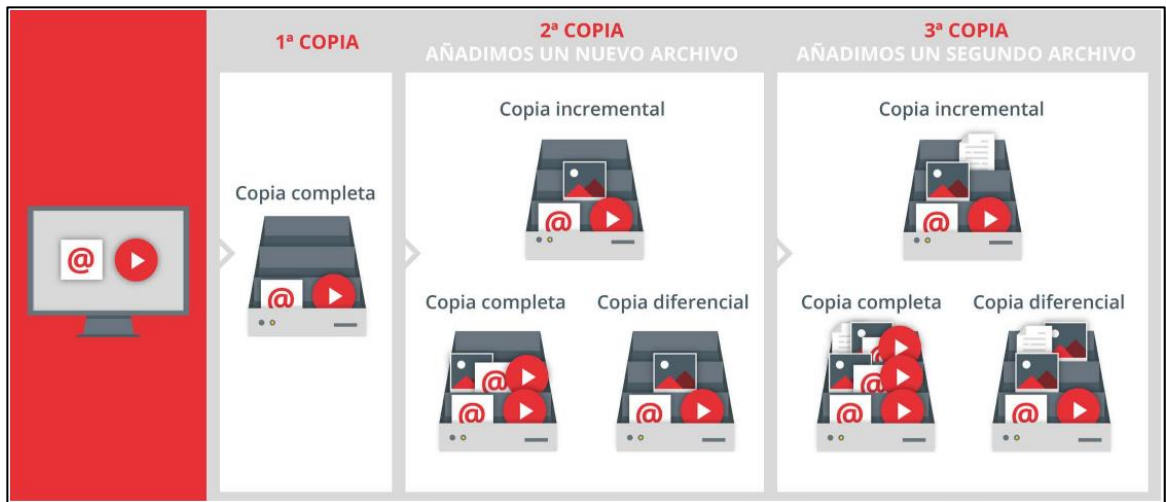 1ª COPIA
2ª COPIA
AÑADIMOS UN NUEVO ARCHIVO
3ª COPIA
AÑADIMOS UN SEGUNDO ARCHIVO
@
Copia completa
@
Copia incremental
@
Copia completa
@
@
Copia diferencial
@
Copia incremental
@
Copia completa
@
@
@
Copia diferencial
@